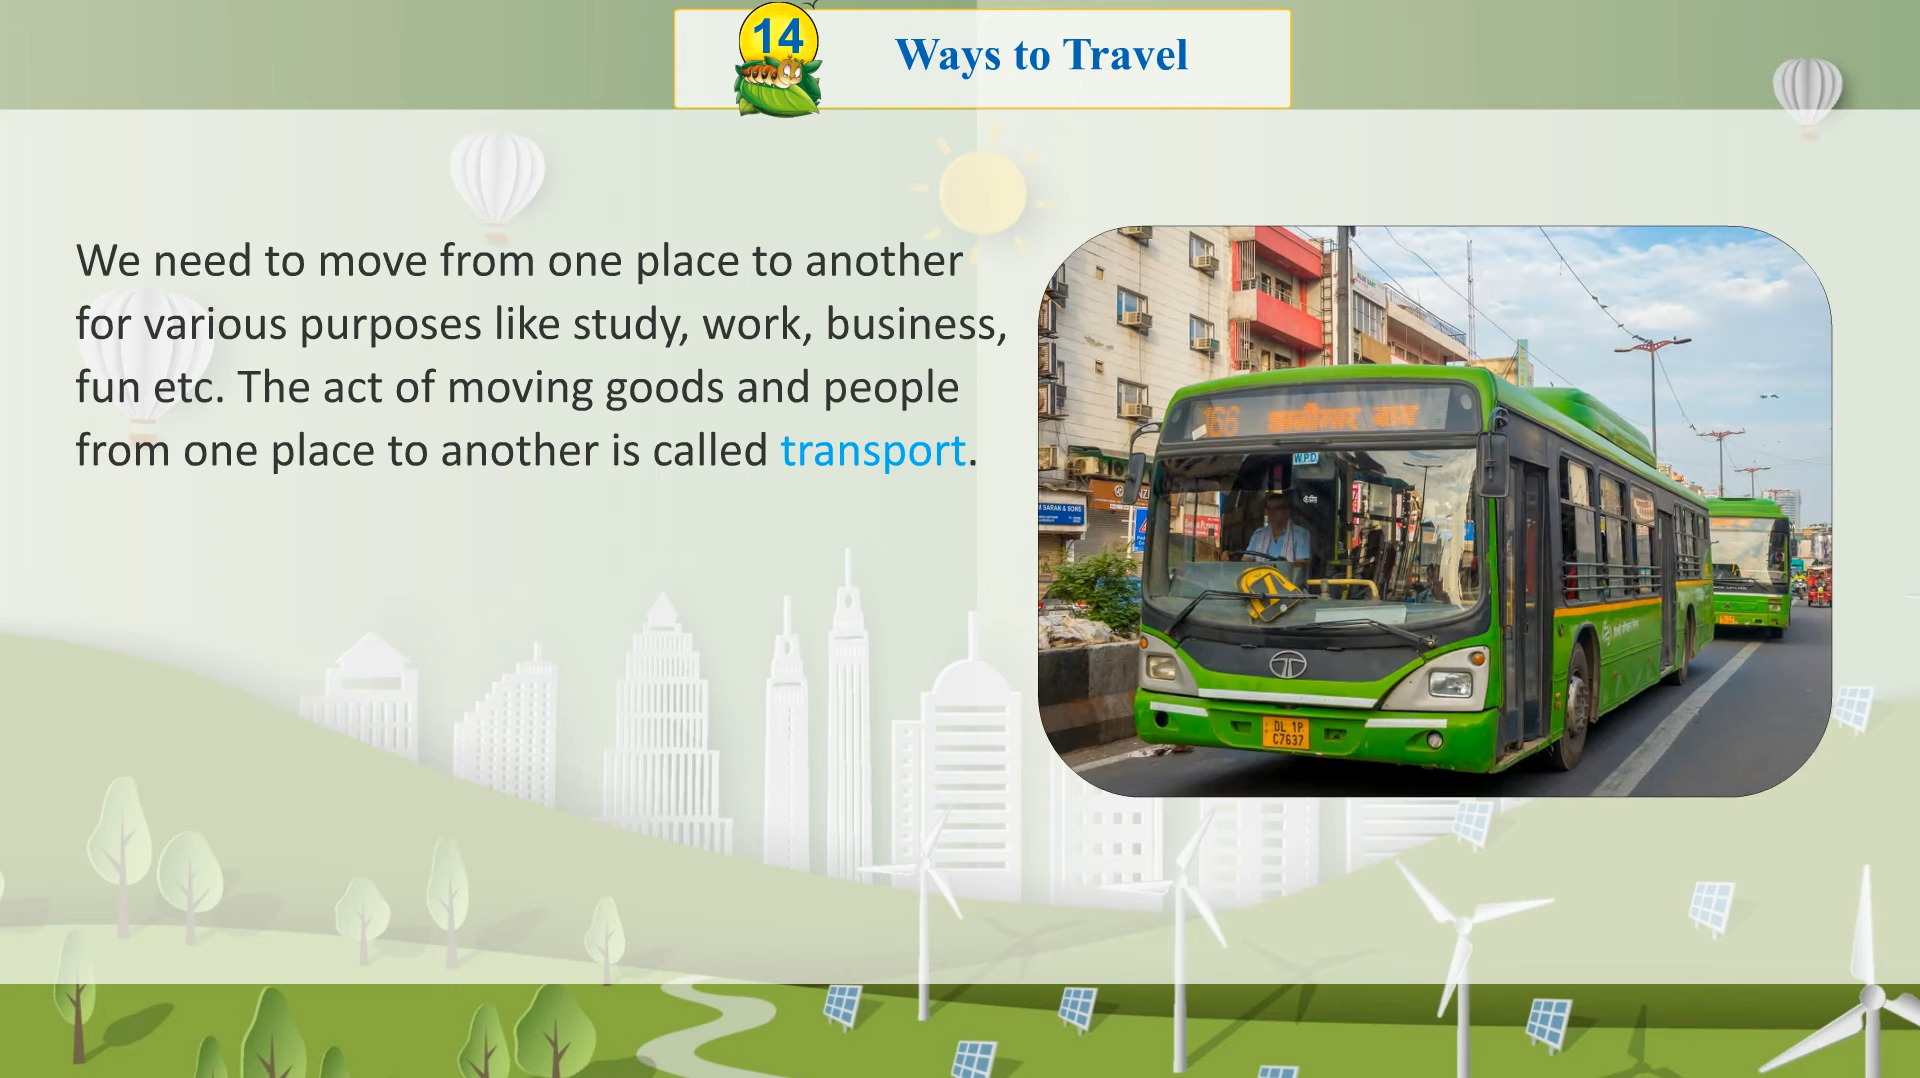 14
Ways to Travel
We need to move from one place to another
for various purposes like study, work, business,
fun etc. The act of moving goods and people
from one place to another is called transport.
W.P.D
SARAN & SONS
DL 1P
C7637